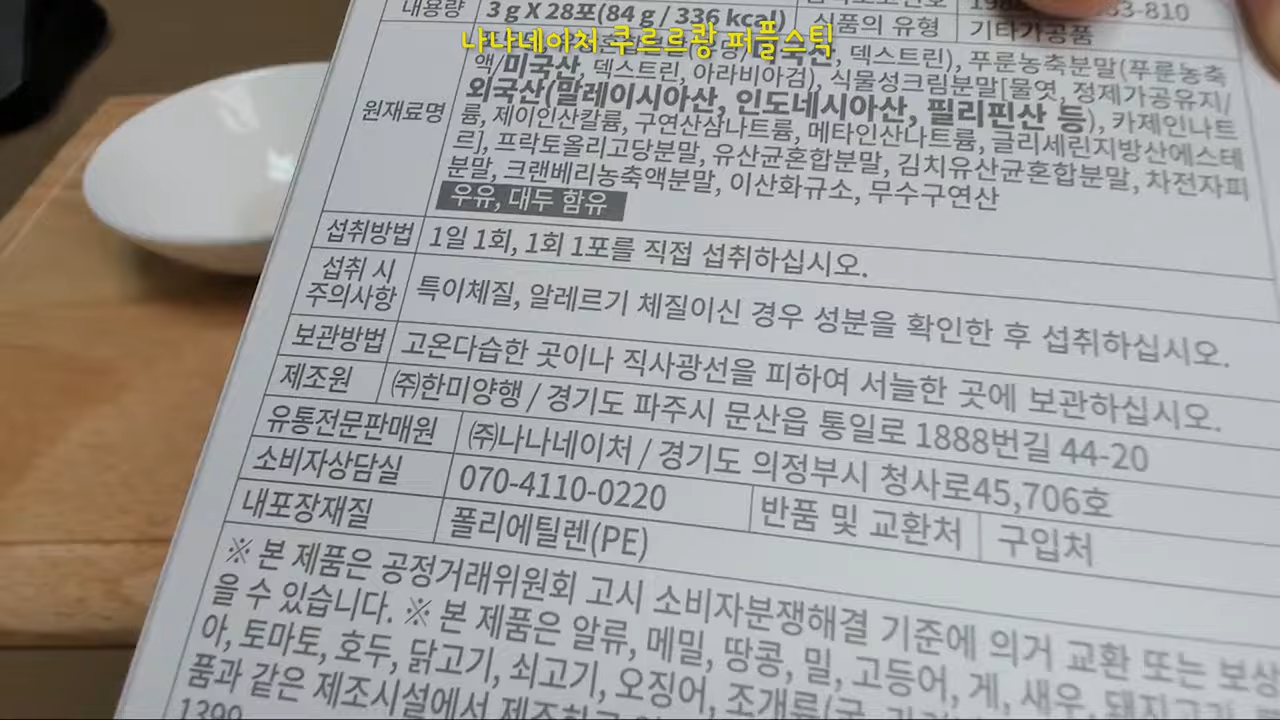 나나네이처 쿠르르쾅 퍼플스틱
내용량 3 g X 28포(84 g / 336 kcal) 식품의 유형 기타가공품
원재료명
덱스트린), 푸룬농축분말(푸룬농축
액/미국산, 덱스트린, 아라비아검), 식물성크림분말[물엿, 정제가공유지/
외국산(말레이시아산, 인도네시아산, 필리핀산 등), 카제인나트
륨, 제이인산칼륨, 구연산삼나트륨, 메타인산나트륨, 글리세린지방산에스테
르], 프락토올리고당분말, 유산균혼합분말, 김치유산균혼합분말, 차전자피
분말, 크랜베리농축액분말, 이산화규소, 무수구연산
우유, 대두 함유
섭취방법 1일 1회, 1회 1포를 직접 섭취하십시오.
섭취 시 주의사항 특이체질, 알레르기 체질이신 경우 성분을 확인한 후 섭취하십시오.
보관방법 고온다습한 곳이나 직사광선을 피하여 서늘한 곳에 보관하십시오.
제조원 ㈜한미양행 / 경기도 파주시 문산읍 통일로 1888번길 44-20
유통전문판매원 ㈜나나네이처 / 경기도 의정부시 청사로45,706호
소비자상담실 070-4110-0220 반품 및 교환처 구입처
내포장재질 폴리에틸렌(PE)
※ 본 제품은 공정거래위원회 고시 소비자분쟁해결 기준에 의거 교환 또는 보상
을 수 있습니다. ※ 본 제품은 알류, 메밀, 땅콩, 밀, 고등어, 게, 새우, 돼지고기
아, 토마토, 호두, 닭고기, 쇠고기, 오징어, 조개류(굴
품과 같은 제조시설에서 제조하고
1399